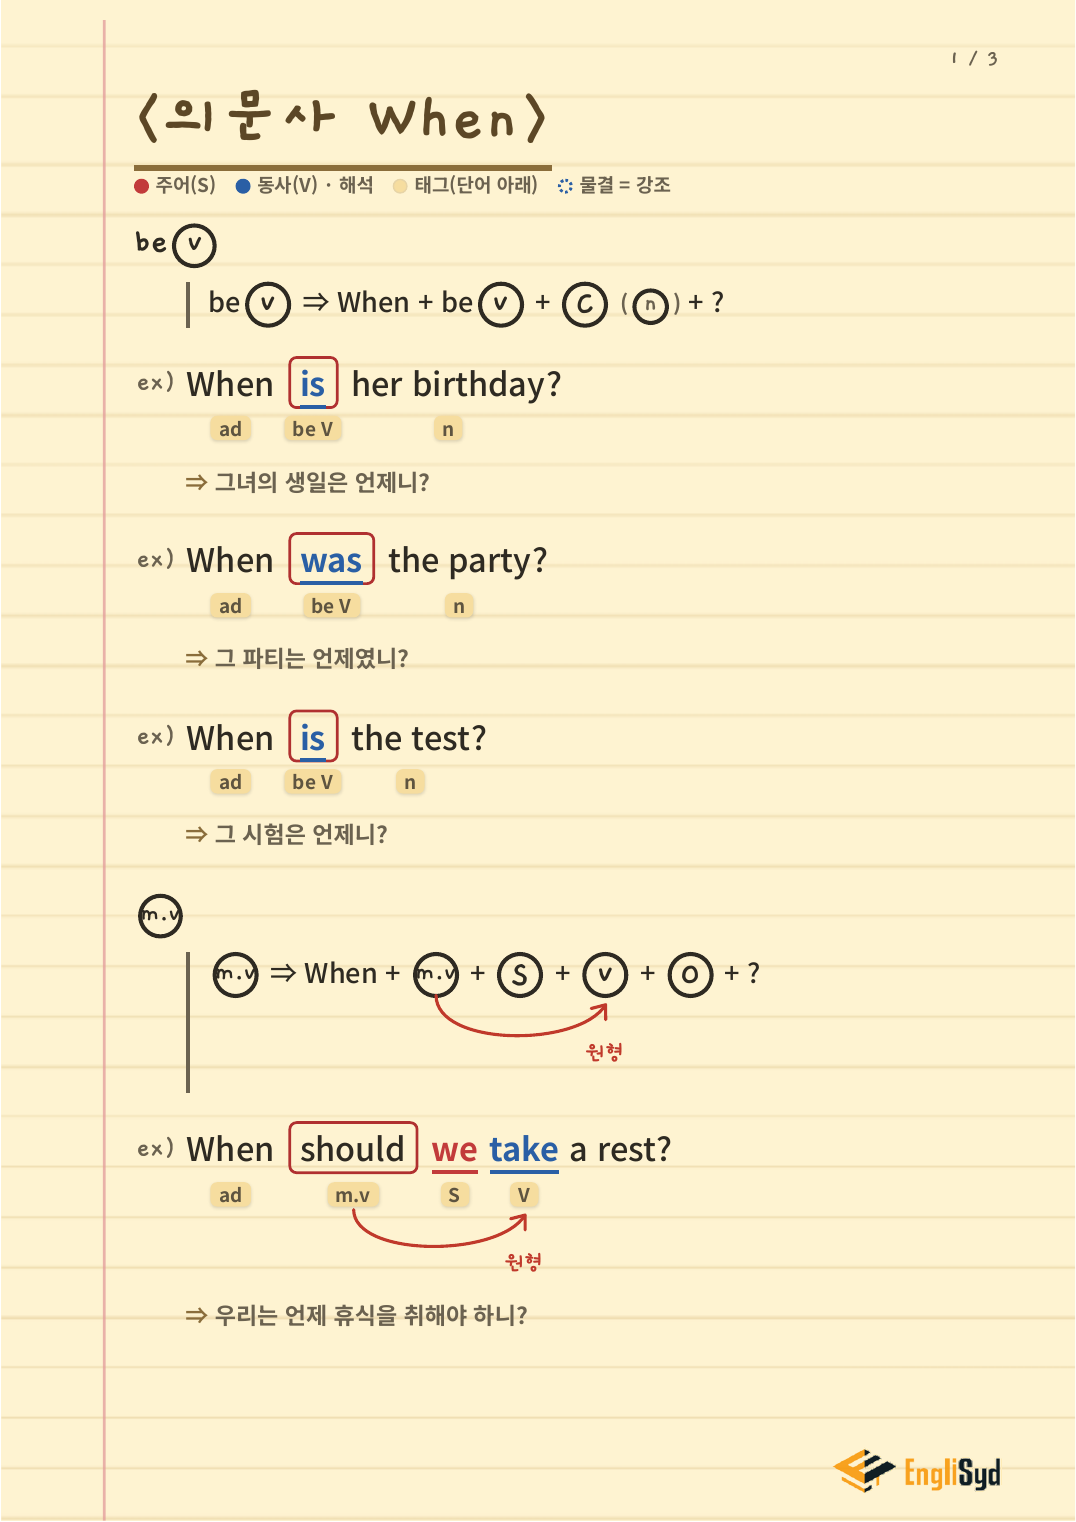 1 / 3
<의문사 When>
주어(S) 동사(V) · 해석 태그(단어 아래) 물결 = 강조
be v
be v ⇒ When + be v + C (n) + ?
ex) When is her birthday?
ad be V n
⇒ 그녀의 생일은 언제니?
ex) When was the party?
ad be V n
⇒ 그 파티는 언제였니?
ex) When is the test?
ad be V n
⇒ 그 시험은 언제니?
m.v
m.v ⇒ When + m.v + S + v + O + ?
원형
ex) When should we take a rest?
ad m.v S V
원형
⇒ 우리는 언제 휴식을 취해야 하니?
EngliSyd